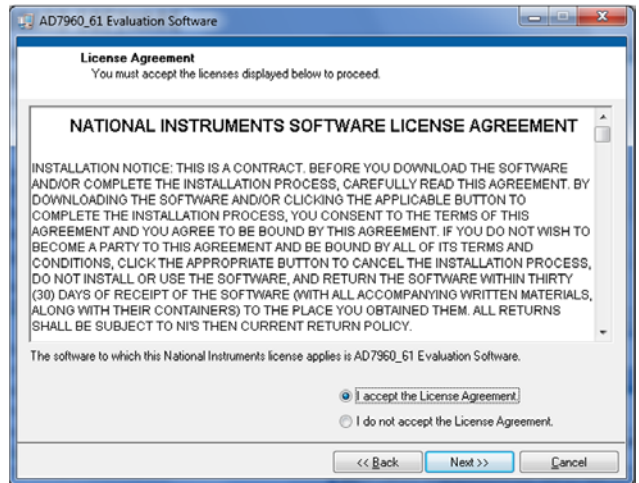 AD7960_61 Evaluation Software
License Agreement
You must accept the licenses displayed below to proceed.
NATIONAL INSTRUMENTS SOFTWARE LICENSE AGREEMENT
INSTALLATION NOTICE: THIS IS A CONTRACT. BEFORE YOU DOWNLOAD THE SOFTWARE
AND/OR COMPLETE THE INSTALLATION PROCESS, CAREFULLY READ THIS AGREEMENT. BY
DOWNLOADING THE SOFTWARE AND/OR CLICKING THE APPLICABLE BUTTON TO
COMPLETE THE INSTALLATION PROCESS, YOU CONSENT TO THE TERMS OF THIS
AGREEMENT AND YOU AGREE TO BE BOUND BY THIS AGREEMENT. IF YOU DO NOT WISH TO
BECOME A PARTY TO THIS AGREEMENT AND BE BOUND BY ALL OF ITS TERMS AND
CONDITIONS, CLICK THE APPROPRIATE BUTTON TO CANCEL THE INSTALLATION PROCESS,
DO NOT INSTALL OR USE THE SOFTWARE, AND RETURN THE SOFTWARE WITHIN THIRTY
(30) DAYS OF RECEIPT OF THE SOFTWARE (WITH ALL ACCOMPANYING WRITTEN MATERIALS,
ALONG WITH THEIR CONTAINERS) TO THE PLACE YOU OBTAINED THEM. ALL RETURNS
SHALL BE SUBJECT TO NI'S THEN CURRENT RETURN POLICY.
The software to which this National Instruments license applies is AD7960_61 Evaluation Software.
I accept the License Agreement.
I do not accept the License Agreement.
<< Back Next >> Cancel